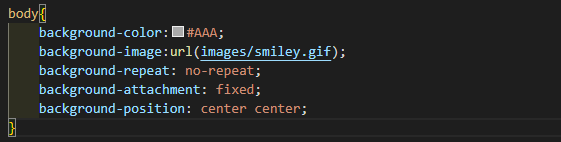 body{
background-color: #AAA;
background-image:url(images/smiley.gif);
background-repeat: no-repeat;
background-attachment: fixed;
background-position: center center;
}